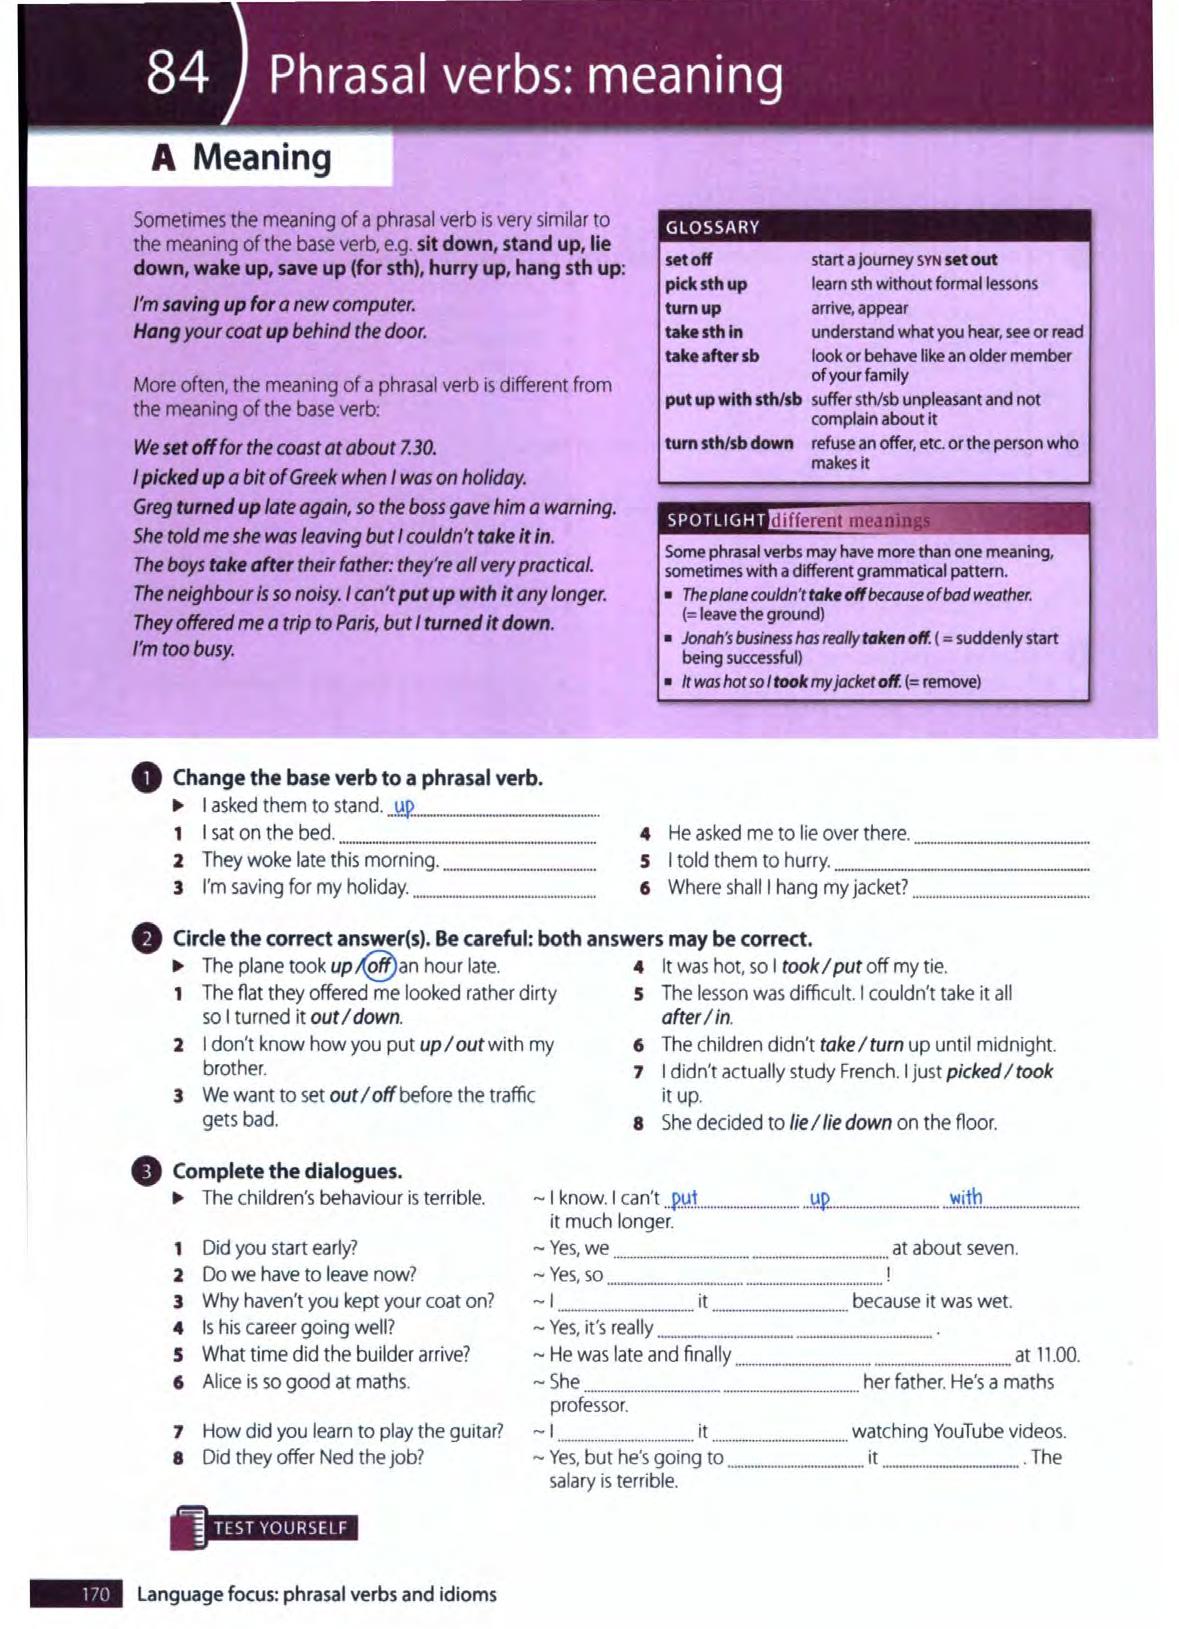 84 Phrasal verbs: meaning
A Meaning
Sometimes the meaning of a phrasal verb is very similar to
the meaning of the base verb, e.g. sit down, stand up, lie
down, wake up, save up (for sth), hurry up, hang sth up:
I'm saving up for a new computer.
Hang your coat up behind the door.
More often, the meaning of a phrasal verb is different from
the meaning of the base verb:
We set off for the coast at about 7.30.
I picked up a bit of Greek when I was on holiday.
Greg turned up late again, so the boss gave him a warning.
She told me she was leaving but I couldn't take it in.
The boys take after their father: they're all very practical.
The neighbour is so noisy. I can't put up with it any longer.
They offered me a trip to Paris, but I turned it down.
I'm too busy.
GLOSSARY
set off start a journey SYN set out
pick sth up learn sth without formal lessons
turn up arrive, appear
take sth in understand what you hear, see or read
take after sb look or behave like an older member
of your family
put up with sth/sb suffer sth/sb unpleasant and not
complain about it
turn sth/sb down refuse an offer, etc. or the person who
makes it
SPOTLIGHT different meanings
Some phrasal verbs may have more than one meaning,
sometimes with a different grammatical pattern.
▪ The plane couldn't take off because of bad weather.
(= leave the ground)
▪ Jonah's business has really taken off. ( = suddenly start
being successful)
▪ It was hot so I took my jacket off. (= remove)
1 Change the base verb to a phrasal verb.
► I asked them to stand. up
1 I sat on the bed.
2 They woke late this morning.
3 I'm saving for my holiday.
4 He asked me to lie over there.
5 I told them to hurry.
6 Where shall I hang my jacket?
2 Circle the correct answer(s). Be careful: both answers may be correct.
► The plane took up / off an hour late.
1 The flat they offered me looked rather dirty
so I turned it out / down.
2 I don't know how you put up / out with my
brother.
3 We want to set out / off before the traffic
gets bad.
4 It was hot, so I took / put off my tie.
5 The lesson was difficult. I couldn't take it all
after / in.
6 The children didn't take / turn up until midnight.
7 I didn't actually study French. I just picked / took
it up.
8 She decided to lie / lie down on the floor.
3 Complete the dialogues.
► The children's behaviour is terrible. ~ I know. I can't put up with
it much longer.
1 Did you start early? ~ Yes, we at about seven.
2 Do we have to leave now? ~ Yes, so !
3 Why haven't you kept your coat on? ~ I it because it was wet.
4 Is his career going well? ~ Yes, it's really .
5 What time did the builder arrive? ~ He was late and finally at 11.00.
6 Alice is so good at maths. ~ She her father. He's a maths
professor.
7 How did you learn to play the guitar? ~ I it watching YouTube videos.
8 Did they offer Ned the job? ~ Yes, but he's going to it . The
salary is terrible.
TEST YOURSELF
170 Language focus: phrasal verbs and idioms